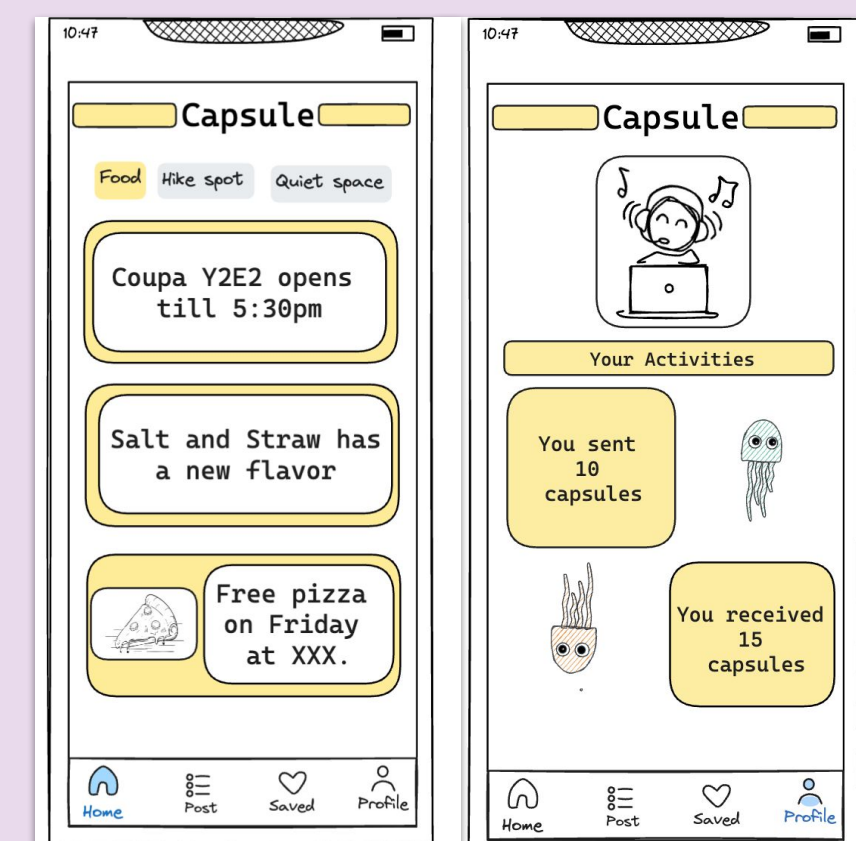 10:47
Capsule
Food
Hike spot
Quiet space
Coupa Y2E2 opens
till 5:30pm
Salt and Straw has
a new flavor
Free pizza
on Friday
at XXX.
Home
Post
Saved
Profile
10:47
Capsule
Your Activities
You sent
10
capsules
You received
15
capsules
Home
Post
Saved
Profile